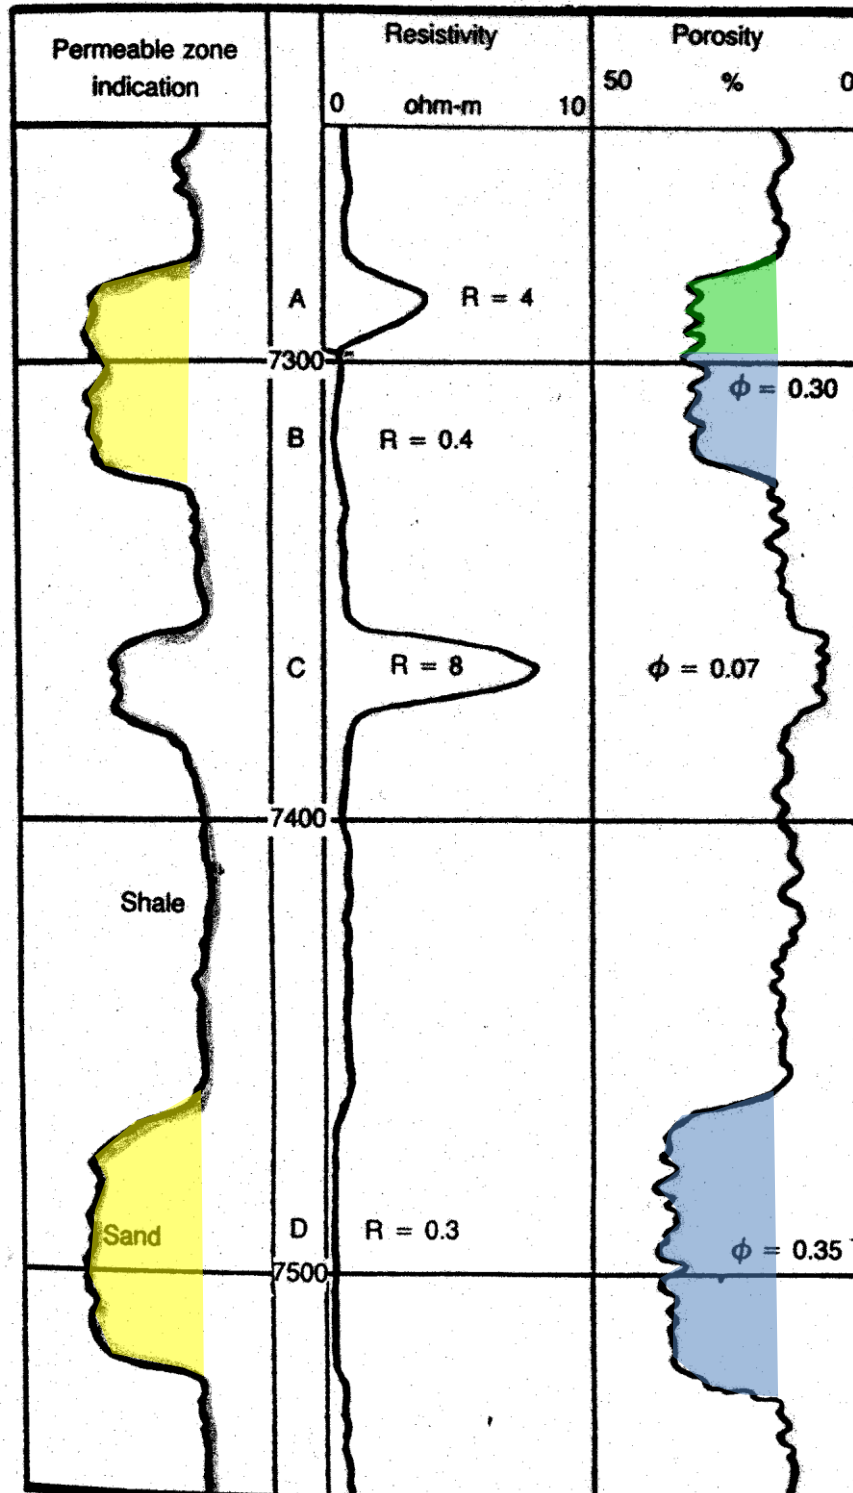 Permeable zone
indication
Resistivity
0 ohm-m 10
Porosity
50 % 0
A
R = 4
7300
ϕ = 0.30
B
R = 0.4
C
R = 8
ϕ = 0.07
7400
Shale
Sand
D
R = 0.3
ϕ = 0.35
7500